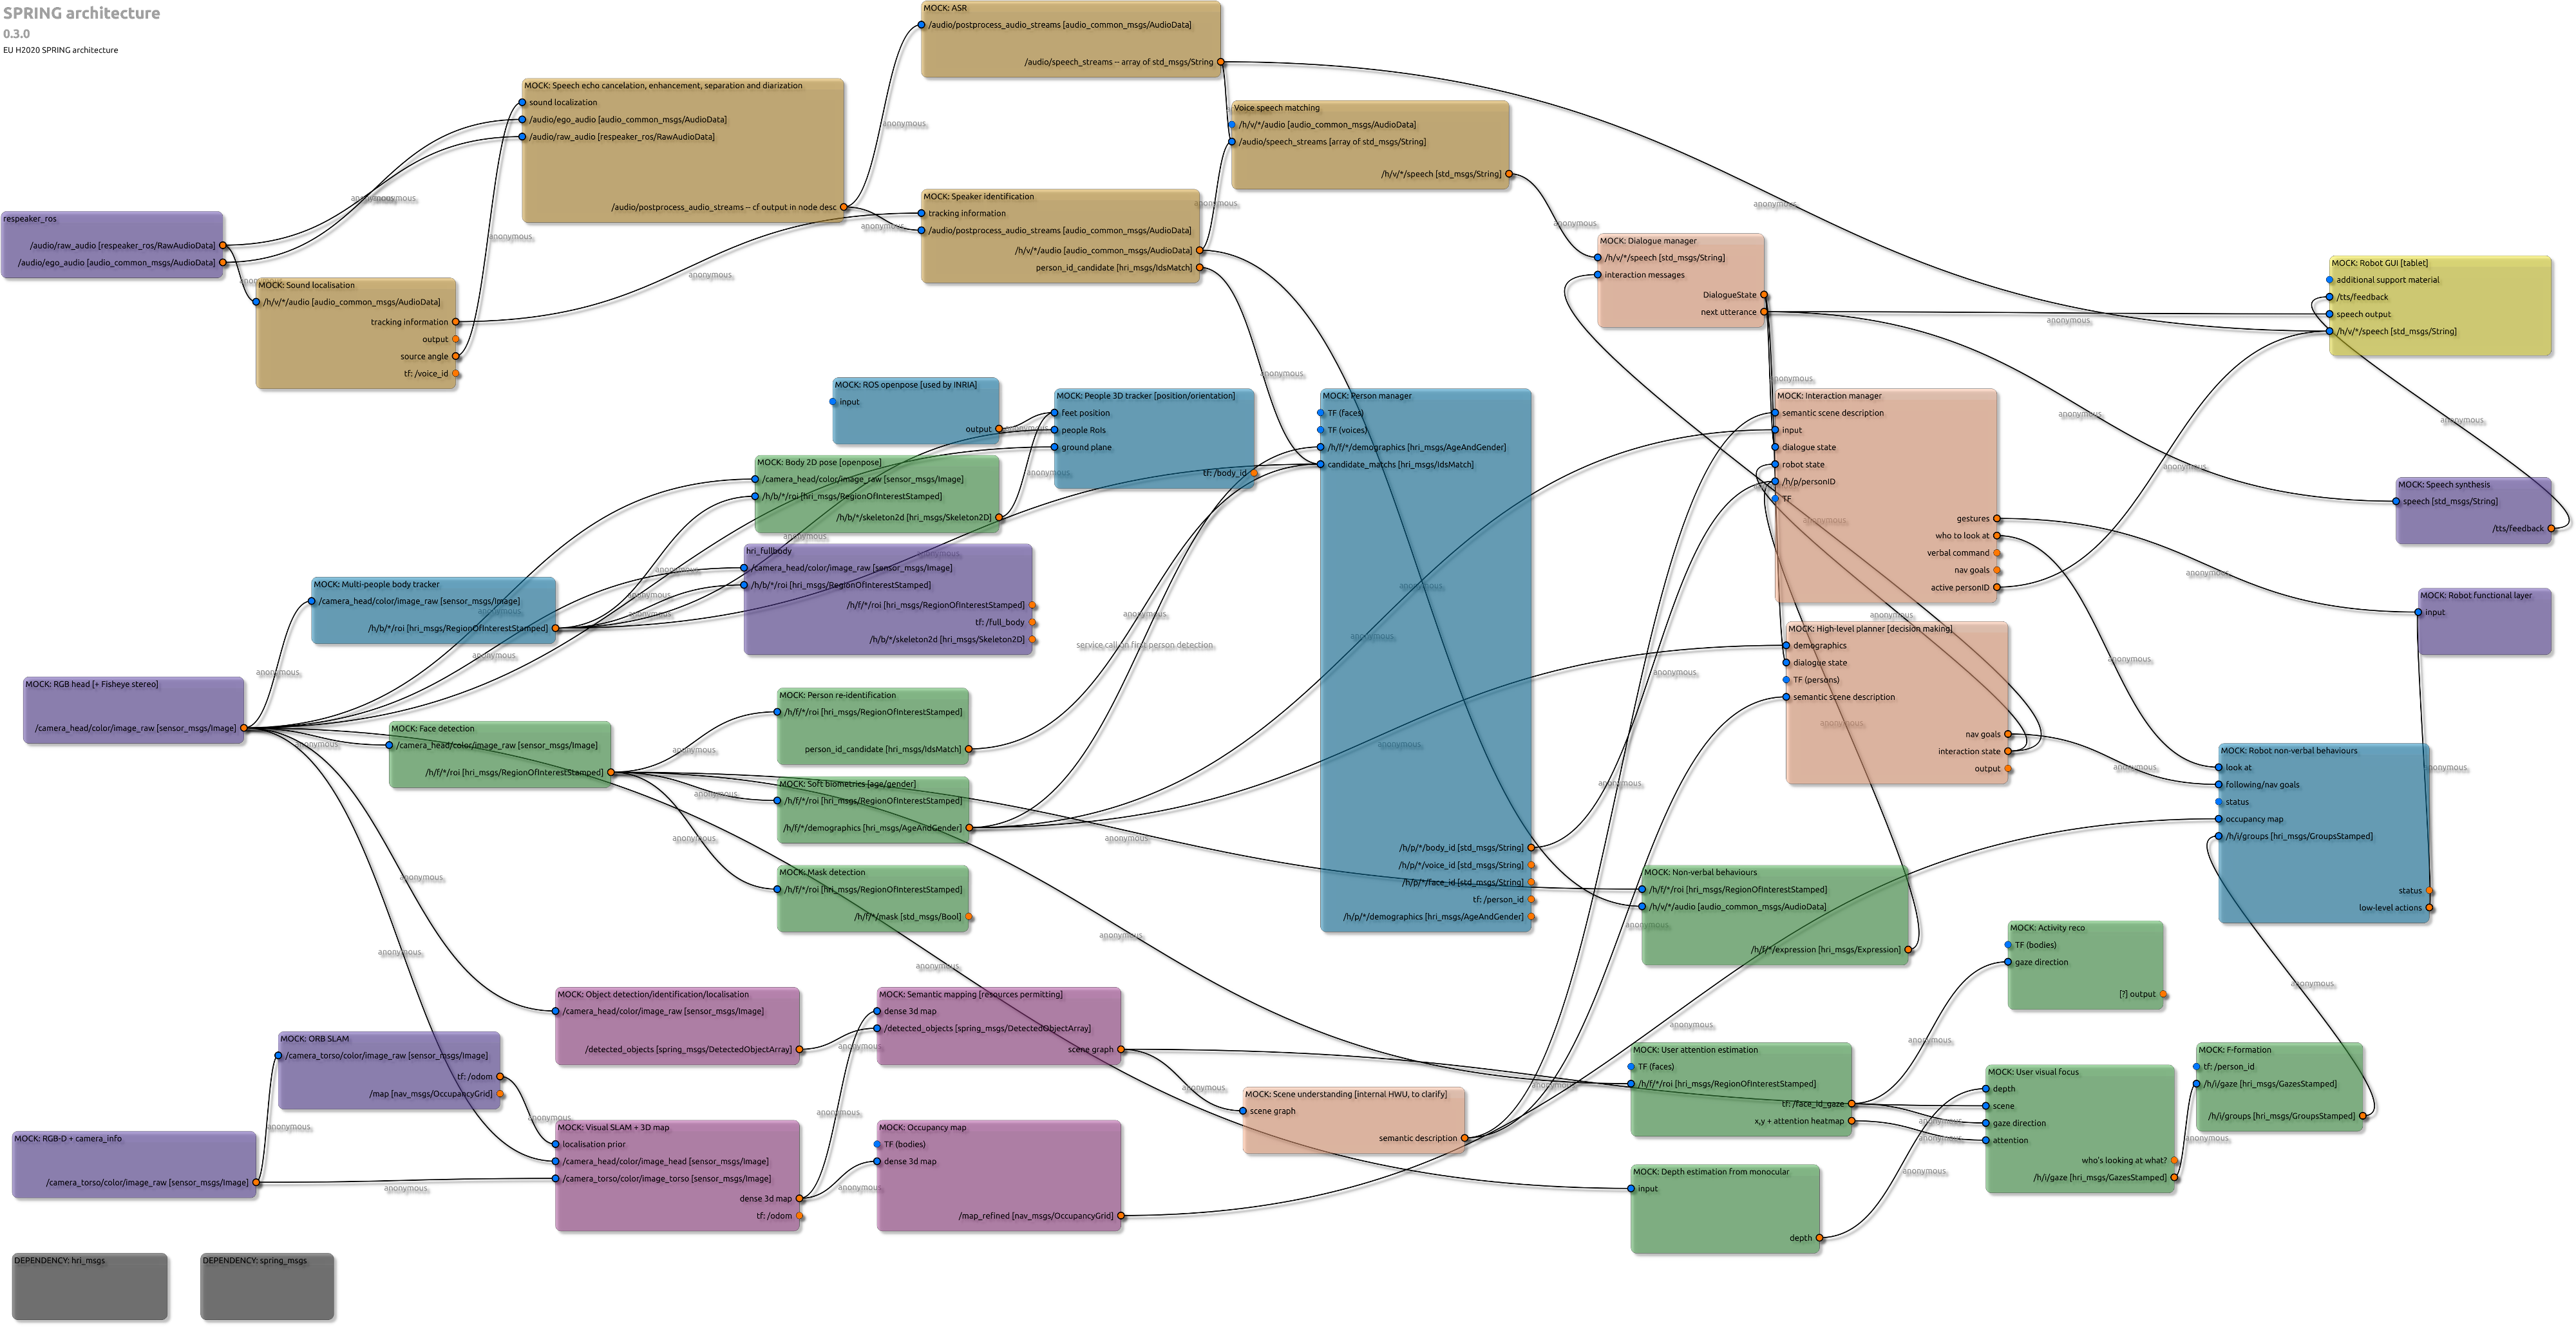 SPRING architecture
0.3.0
EU H2020 SPRING architecture
MOCK: ASR
/audio/postprocess_audio_streams [audio_common_msgs/AudioData]
/audio/speech_streams -- array of std_msgs/String
MOCK: Speech echo cancelation, enhancement, separation and diarization
sound localization
/audio/ego_audio [audio_common_msgs/AudioData]
/audio/raw_audio [respeaker_ros/RawAudioData]
/audio/postprocess_audio_streams -- cf output in node desc
Voice speech matching
/h/v/*/audio [audio_common_msgs/AudioData]
/audio/speech_streams [array of std_msgs/String]
/h/v/*/speech [std_msgs/String]
MOCK: Speaker identification
tracking information
/audio/postprocess_audio_streams [audio_common_msgs/AudioData]
/h/v/*/audio [audio_common_msgs/AudioData]
person_id_candidate [hri_msgs/IdsMatch]
respeaker_ros
/audio/raw_audio [respeaker_ros/RawAudioData]
/audio/ego_audio [audio_common_msgs/AudioData]
MOCK: Sound localisation
/h/v/*/audio [audio_common_msgs/AudioData]
tracking information
output
source angle
tf: /voice_id
MOCK: Dialogue manager
/h/v/*/speech [std_msgs/String]
interaction messages
DialogueState
next utterance
MOCK: Robot GUI [tablet]
additional support material
/tts/feedback
speech output
/h/v/*/speech [std_msgs/String]
MOCK: ROS openpose [used by INRIA]
input
output
MOCK: People 3D tracker [position/orientation]
feet position
people RoIs
ground plane
tf: /body_id
MOCK: Person manager
TF (faces)
TF (voices)
/h/f/*/demographics [hri_msgs/AgeAndGender]
candidate_matchs [hri_msgs/IdsMatch]
/h/p/*/body_id [std_msgs/String]
/h/p/*/voice_id [std_msgs/String]
/h/p/*/face_id [std_msgs/String]
tf: /person_id
/h/p/*/demographics [hri_msgs/AgeAndGender]
MOCK: Interaction manager
semantic scene description
input
dialogue state
robot state
/h/p/personID
TF
gestures
who to look at
verbal command
nav goals
active personID
MOCK: Body 2D pose [openpose]
/camera_head/color/image_raw [sensor_msgs/Image]
/h/b/*/roi [hri_msgs/RegionOfInterestStamped]
/h/b/*/skeleton2d [hri_msgs/Skeleton2D]
MOCK: Speech synthesis
speech [std_msgs/String]
/tts/feedback
hri_fullbody
/camera_head/color/image_raw [sensor_msgs/Image]
/h/b/*/roi [hri_msgs/RegionOfInterestStamped]
/h/f/*/roi [hri_msgs/RegionOfInterestStamped]
tf: /full_body
/h/b/*/skeleton2d [hri_msgs/Skeleton2D]
MOCK: Multi-people body tracker
/camera_head/color/image_raw [sensor_msgs/Image]
/h/b/*/roi [hri_msgs/RegionOfInterestStamped]
MOCK: Robot functional layer
input
MOCK: High-level planner [decision making]
demographics
dialogue state
TF (persons)
semantic scene description
nav goals
interaction state
output
service call on first person detection
MOCK: RGB head [+ Fisheye stereo]
/camera_head/color/image_raw [sensor_msgs/Image]
MOCK: Face detection
/camera_head/color/image_raw [sensor_msgs/Image]
/h/f/*/roi [hri_msgs/RegionOfInterestStamped]
MOCK: Person re-identification
/h/f/*/roi [hri_msgs/RegionOfInterestStamped]
person_id_candidate [hri_msgs/IdsMatch]
MOCK: Soft biometrics [age/gender]
/h/f/*/roi [hri_msgs/RegionOfInterestStamped]
/h/f/*/demographics [hri_msgs/AgeAndGender]
MOCK: Mask detection
/h/f/*/roi [hri_msgs/RegionOfInterestStamped]
/h/f/*/mask [std_msgs/Bool]
MOCK: Robot non-verbal behaviours
look at
following/nav goals
status
occupancy map
/h/i/groups [hri_msgs/GroupsStamped]
status
low-level actions
MOCK: Non-verbal behaviours
/h/f/*/roi [hri_msgs/RegionOfInterestStamped]
/h/v/*/audio [audio_common_msgs/AudioData]
/h/f/*/expression [hri_msgs/Expression]
MOCK: Activity reco
TF (bodies)
gaze direction
[?] output
MOCK: Object detection/identification/localisation
/camera_head/color/image_raw [sensor_msgs/Image]
/detected_objects [spring_msgs/DetectedObjectArray]
MOCK: Semantic mapping [resources permitting]
dense 3d map
/detected_objects [spring_msgs/DetectedObjectArray]
scene graph
MOCK: ORB SLAM
/camera_torso/color/image_raw [sensor_msgs/Image]
tf: /odom
/map [nav_msgs/OccupancyGrid]
MOCK: User attention estimation
TF (faces)
/h/f/*/roi [hri_msgs/RegionOfInterestStamped]
tf: /face_id_gaze
x,y + attention heatmap
MOCK: User visual focus
depth
scene
gaze direction
attention
who's looking at what?
/h/i/gaze [hri_msgs/GazesStamped]
MOCK: F-formation
tf: /person_id
/h/i/gaze [hri_msgs/GazesStamped]
/h/i/groups [hri_msgs/GroupsStamped]
MOCK: Scene understanding [internal HWU, to clarify]
scene graph
semantic description
MOCK: RGB-D + camera_info
/camera_torso/color/image_raw [sensor_msgs/Image]
MOCK: Visual SLAM + 3D map
localisation prior
/camera_head/color/image_head [sensor_msgs/Image]
/camera_torso/color/image_torso [sensor_msgs/Image]
dense 3d map
tf: /odom
MOCK: Occupancy map
TF (bodies)
dense 3d map
/map_refined [nav_msgs/OccupancyGrid]
MOCK: Depth estimation from monocular
input
depth
DEPENDENCY: hri_msgs
DEPENDENCY: spring_msgs